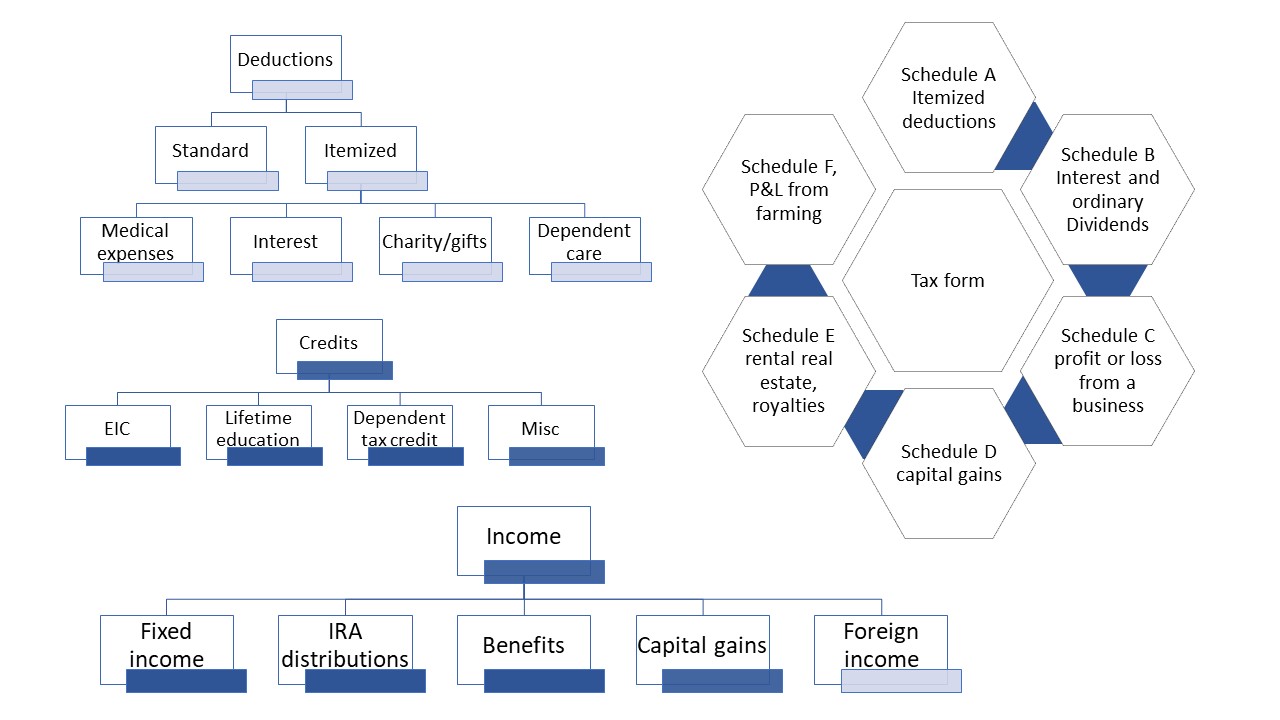 Deductions
Standard
Itemized
Medical
expenses
Interest
Charity/gifts
Dependent
care
Credits
EIC
Lifetime
education
Dependent
tax credit
Misc
Income
Fixed
income
IRA
distributions
Benefits
Capital gains
Foreign
income
Schedule A
Itemized
deductions
Schedule B
Interest and
ordinary
Dividends
Schedule C
profit or loss
from a
business
Schedule D
capital gains
Schedule E
rental real
estate,
royalties
Schedule F,
P&L from
farming
Tax form